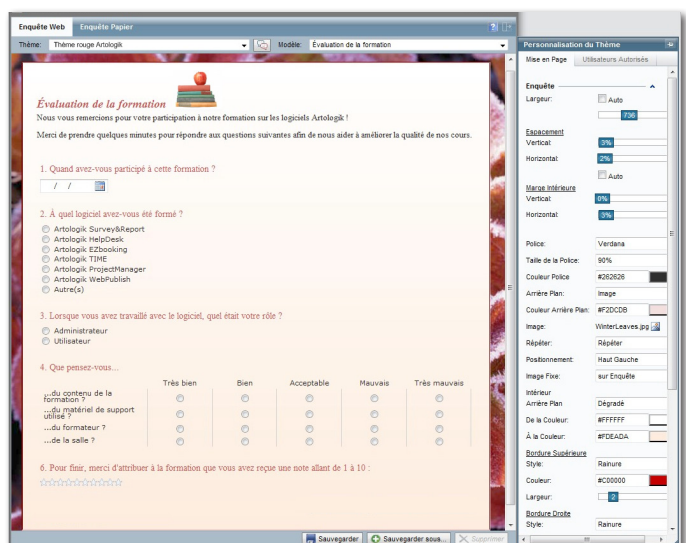 Enquête Web Enquête Papier
Thème: Thème rouge Artologik Modèle: Évaluation de la formation
Évaluation de la formation
Nous vous remercions pour votre participation à notre formation sur les logiciels Artologik !
Merci de prendre quelques minutes pour répondre aux questions suivantes afin de nous aider à améliorer la qualité de nos cours.
1. Quand avez-vous participé à cette formation ?
/ /
2. À quel logiciel avez-vous été formé ?
Artologik Survey&Report
Artologik HelpDesk
Artologik EZbooking
Artologik TIME
Artologik ProjectManager
Artologik WebPublish
Autre(s)
3. Lorsque vous avez travaillé avec le logiciel, quel était votre rôle ?
Administrateur
Utilisateur
4. Que pensez-vous...
Très bien Bien Acceptable Mauvais Très mauvais
...du contenu de la
formation ?
...du matériel de support
utilisé ?
...du formateur ?
...de la salle ?
6. Pour finir, merci d'attribuer à la formation que vous avez reçue une note allant de 1 à 10 :
Sauvegarder Sauvegarder sous... Supprimer
Personnalisation du Thème
Mise en Page Utilisateurs Autorisés
Enquête
Largeur: Auto
736
Espacement
Vertical: 3%
Horizontal: 2%
Auto
Marge Intérieure
Vertical: 0%
Horizontal: 3%
Police: Verdana
Taille de la Police: 90%
Couleur Police #262626
Arrière Plan: Image
Couleur Arrière Plan: #F2DCDB
Image: WinterLeaves.jpg
Répéter: Répéter
Positionnement: Haut Gauche
Image Fixe: sur Enquête
Intérieur
Arrière Plan Dégradé
De la Couleur: #FFFFFF
À la Couleur: #FDEADA
Bordure Supérieure
Style: Rainure
Couleur: #C00000
Largeur: 2
Bordure Droite
Style: Rainure